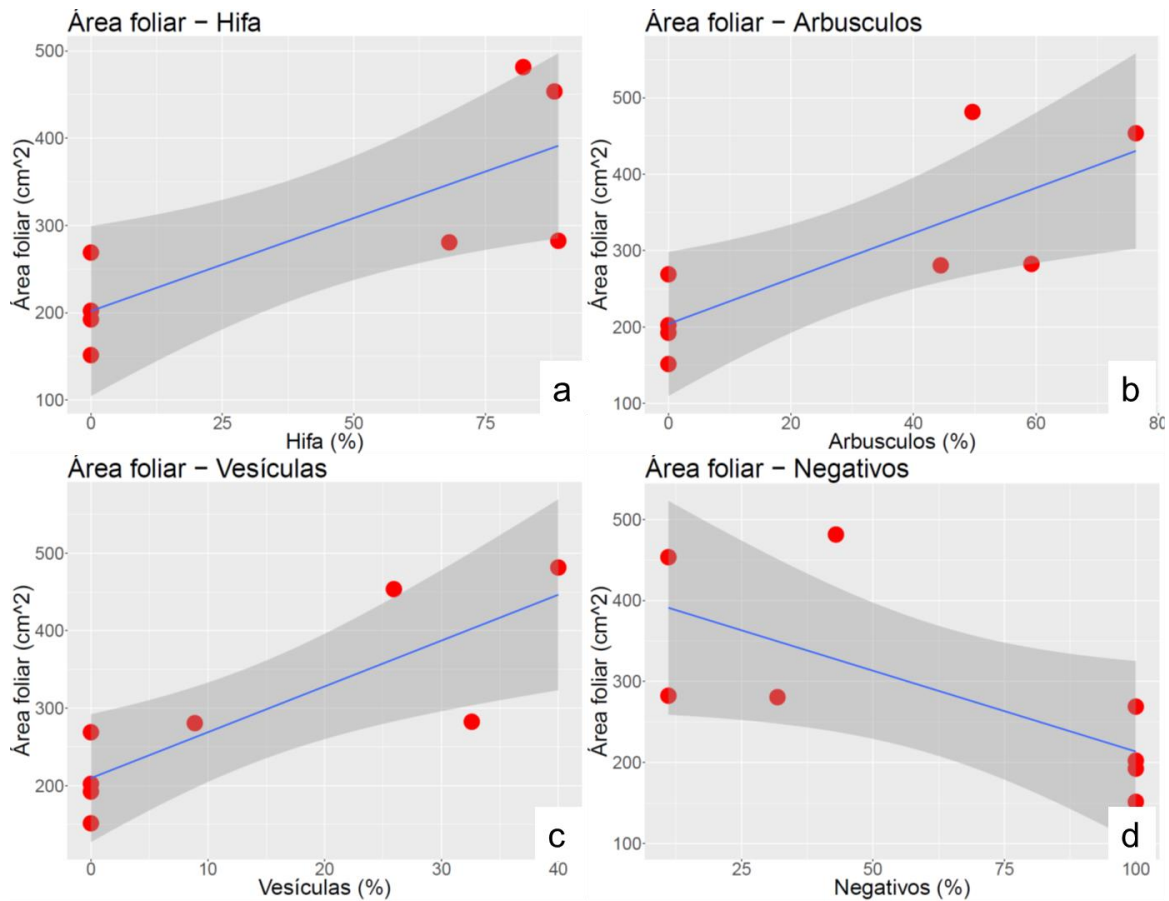 Área foliar − Hifa
Área foliar (cm^2)
500
400
300
200
100
0
25
50
75
Hifa (%)
a
Área foliar − Arbusculos
Área foliar (cm^2)
500
400
300
200
100
0
20
40
60
80
Arbusculos (%)
b
Área foliar − Vesículas
Área foliar (cm^2)
500
400
300
200
0
10
20
30
40
Vesículas (%)
c
Área foliar − Negativos
Área foliar (cm^2)
500
400
300
200
100
25
50
75
100
Negativos (%)
d